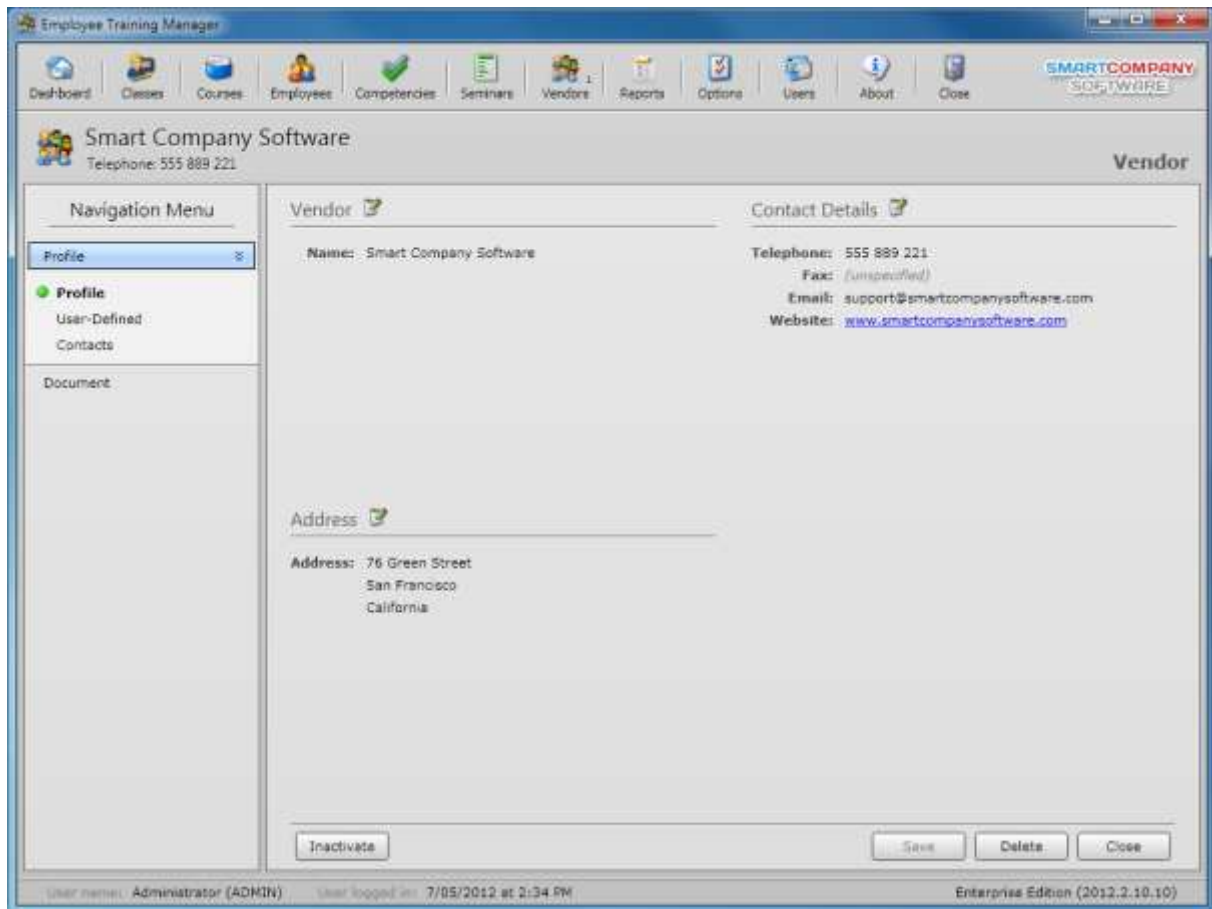 Employee Training Manager
Dashboard Classes Courses Employees Competencies Seminars Vendors 1 Reports Options Users About Close
SMARTCOMPANY
SOFTWARE
Smart Company Software
Telephone: 555 889 221
Vendor
Navigation Menu
Profile
Profile
User-Defined
Contacts
Document
Vendor
Name: Smart Company Software
Contact Details
Telephone: 555 889 221
Fax: (unspecified)
Email: support@smartcompanysoftware.com
Website: www.smartcompanysoftware.com
Address
Address: 76 Green Street
San Francisco
California
Inactivate Save Delete Close
User name: Administrator (ADMIN) User logged in: 7/05/2012 at 2:34 PM Enterprise Edition (2012.2.10.10)